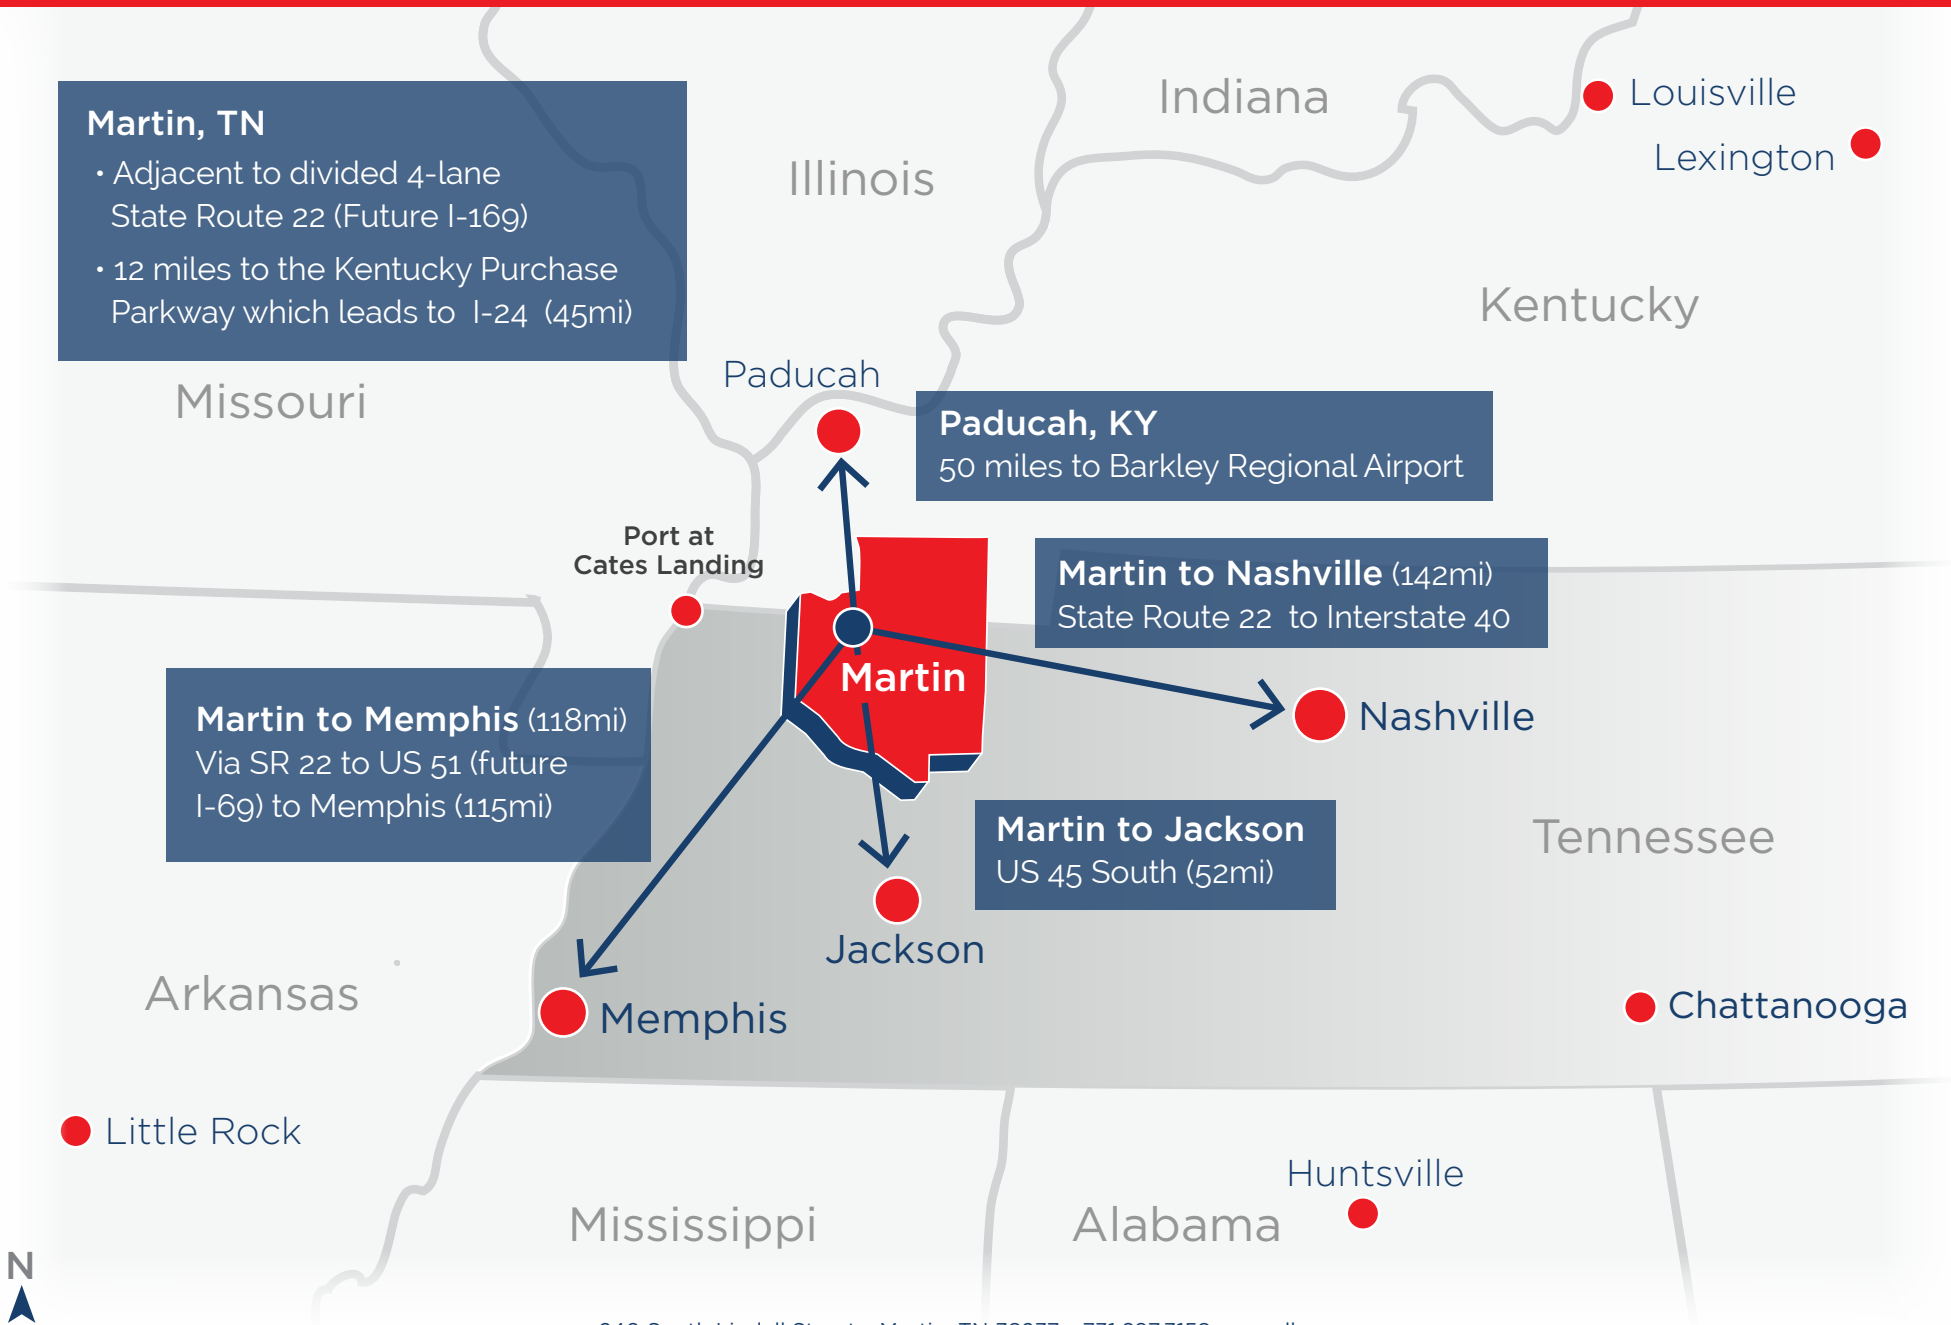 Indiana
Louisville
Lexington
Martin, TN
• Adjacent to divided 4-lane
State Route 22 (Future I-169)
• 12 miles to the Kentucky Purchase
Parkway which leads to I-24 (45mi)
Illinois
Kentucky
Missouri
Paducah
Paducah, KY
50 miles to Barkley Regional Airport
Port at
Cates Landing
Martin to Nashville (142mi)
State Route 22 to Interstate 40
Martin
Nashville
Martin to Memphis (118mi)
Via SR 22 to US 51 (future
I-69) to Memphis (115mi)
Martin to Jackson
US 45 South (52mi)
Tennessee
Jackson
Arkansas
Memphis
Chattanooga
Little Rock
Huntsville
Mississippi
Alabama
N